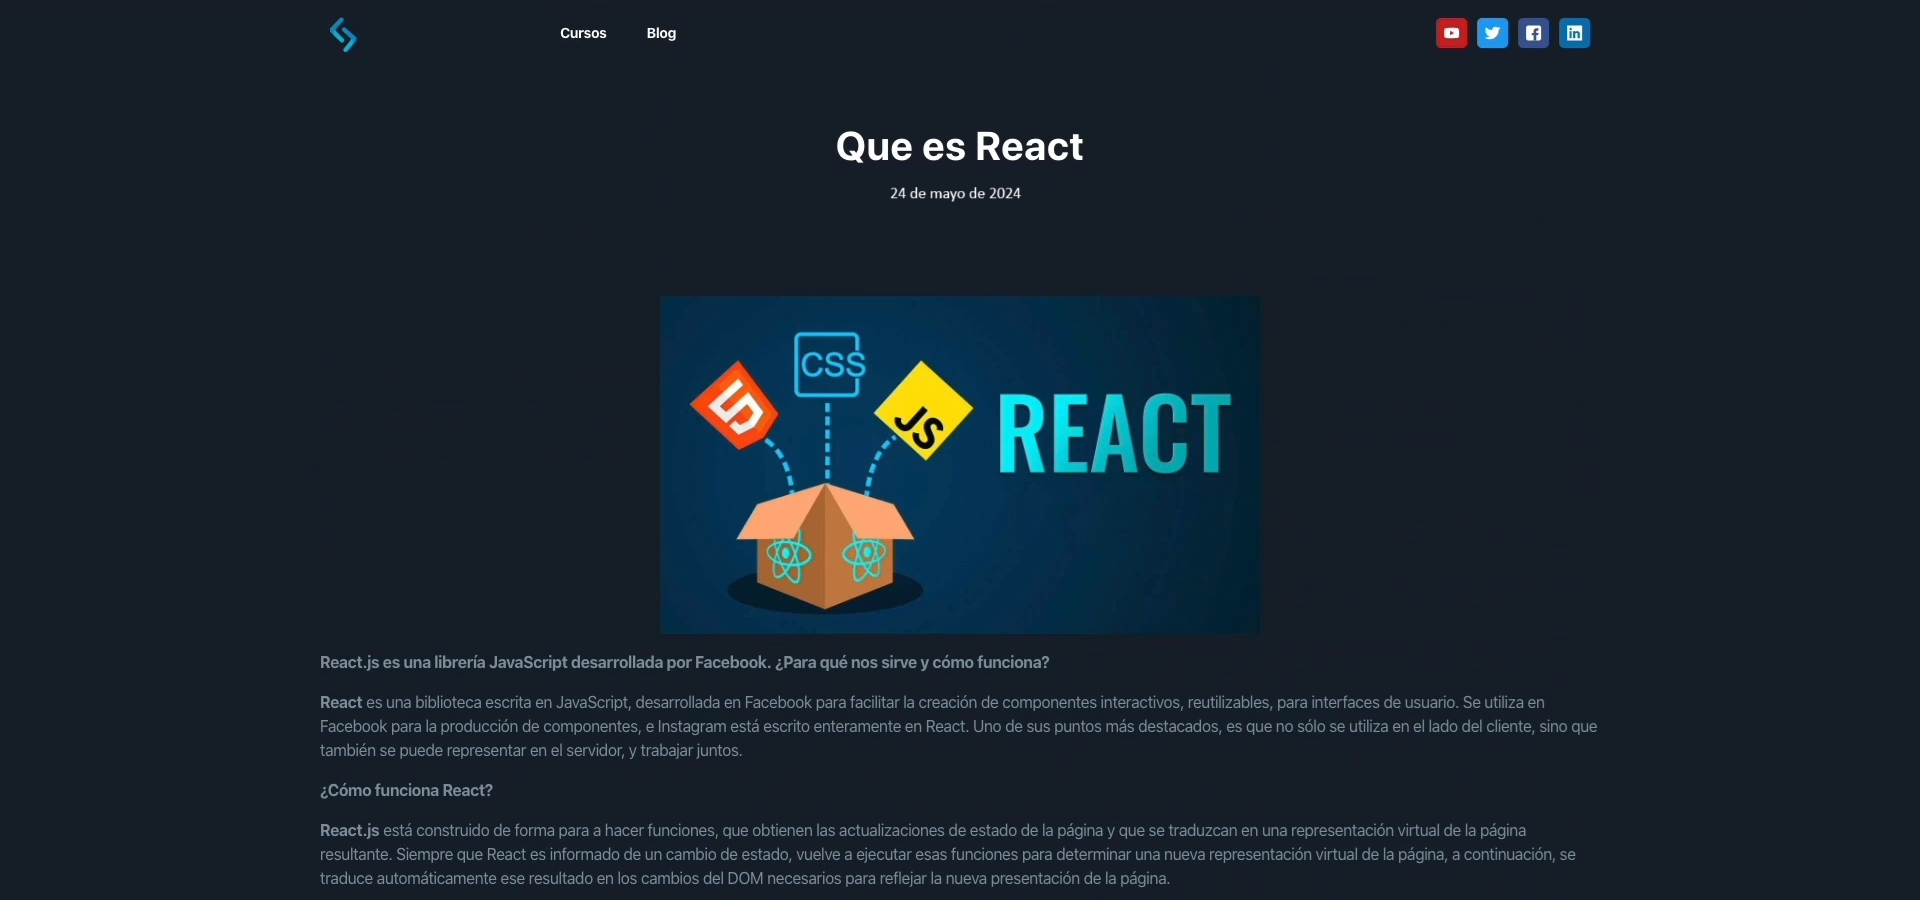 Cursos Blog
Que es React
24 de mayo de 2024
CSS
JS
REACT
React.js es una librería JavaScript desarrollada por Facebook. ¿Para qué nos sirve y cómo funciona?
React es una biblioteca escrita en JavaScript, desarrollada en Facebook para facilitar la creación de componentes interactivos, reutilizables, para interfaces de usuario. Se utiliza en
Facebook para la producción de componentes, e Instagram está escrito enteramente en React. Uno de sus puntos más destacados, es que no sólo se utiliza en el lado del cliente, sino que
también se puede representar en el servidor, y trabajar juntos.
¿Cómo funciona React?
React.js está construido de forma para a hacer funciones, que obtienen las actualizaciones de estado de la página y que se traduzcan en una representación virtual de la página
resultante. Siempre que React es informado de un cambio de estado, vuelve a ejecutar esas funciones para determinar una nueva representación virtual de la página, a continuación, se
traduce automáticamente ese resultado en los cambios del DOM necesarios para reflejar la nueva presentación de la página.